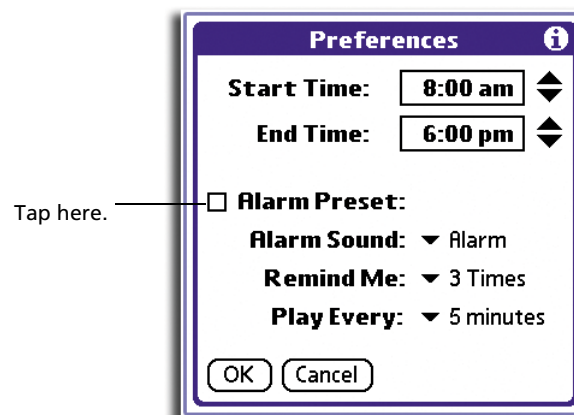 Preferences
Start Time: 8:00 am
End Time: 6:00 pm
Tap here.
Alarm Preset:
Alarm Sound: Alarm
Remind Me: 3 Times
Play Every: 5 minutes
OK Cancel